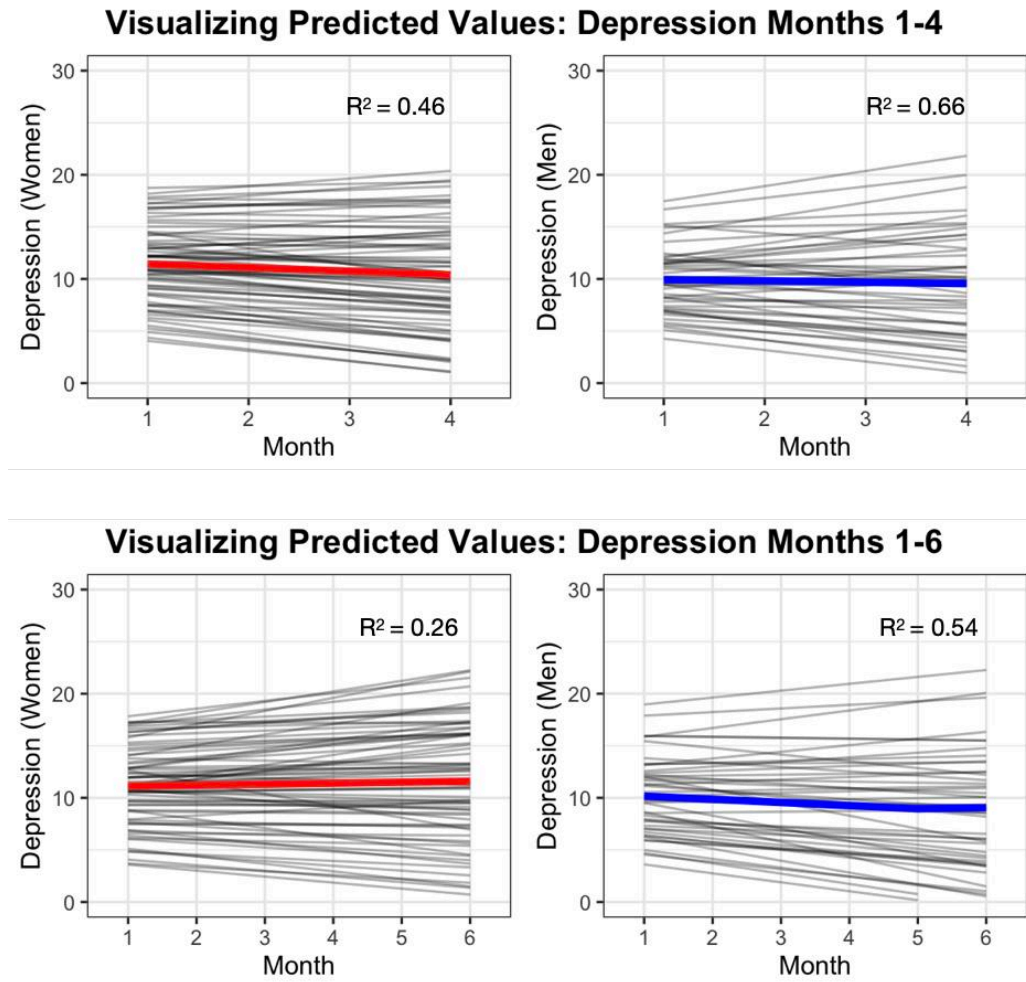 Visualizing Predicted Values: Depression Months 1-4
Depression (Women)
30
20
10
0
R² = 0.46
1 2 3 4
Month
Depression (Men)
30
20
10
0
R² = 0.66
1 2 3 4
Month
Visualizing Predicted Values: Depression Months 1-6
Depression (Women)
30
20
10
0
R² = 0.26
1 2 3 4 5 6
Month
Depression (Men)
30
20
10
0
R² = 0.54
1 2 3 4 5 6
Month